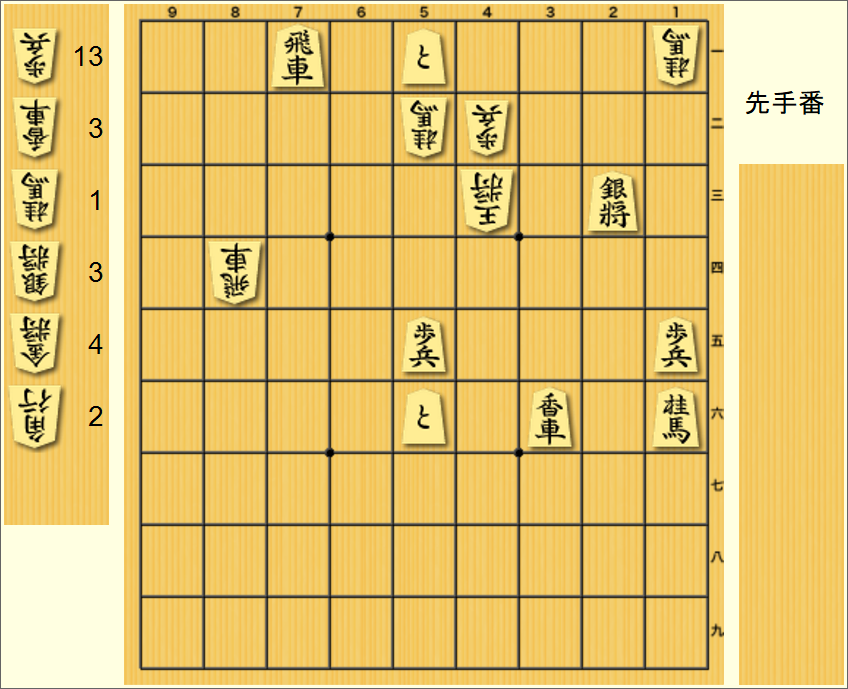 9 8 7 6 5 4 3 2 1
歩兵 13
香車 3
桂馬 1
銀将 3
金将 4
角行 2
飛車 と 桂馬 一
桂馬 歩兵 二
王将 銀将 三
飛車 四
歩兵 歩兵 五
と 香車 桂馬 六
七
八
九
先手番